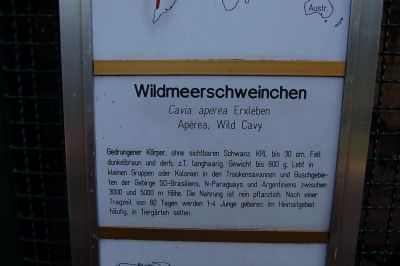 Austr.
Wildmeerschweinchen
Cavia aperea Erxleben
Aperea, Wild Cavy
Gedrungener Körper, ohne sichtbaren Schwanz. KRL bis 30 cm. Fell
dunkelbraun und derb, z.T. langhaarig. Gewicht bis 600 g. Lebt in
kleinen Gruppen oder Kolonien in den Trockensavannen und Buschgebie-
ten der Gebirge SO-Brasiliens, N-Paraguays und Argentiniens zwischen
3000 und 5000 m Höhe. Die Nahrung ist rein pflanzlich. Nach einer
Tragzeit von 60 Tagen werden 1-4 Junge geboren. Im Heimatgebiet
häufig, in Tiergärten selten.